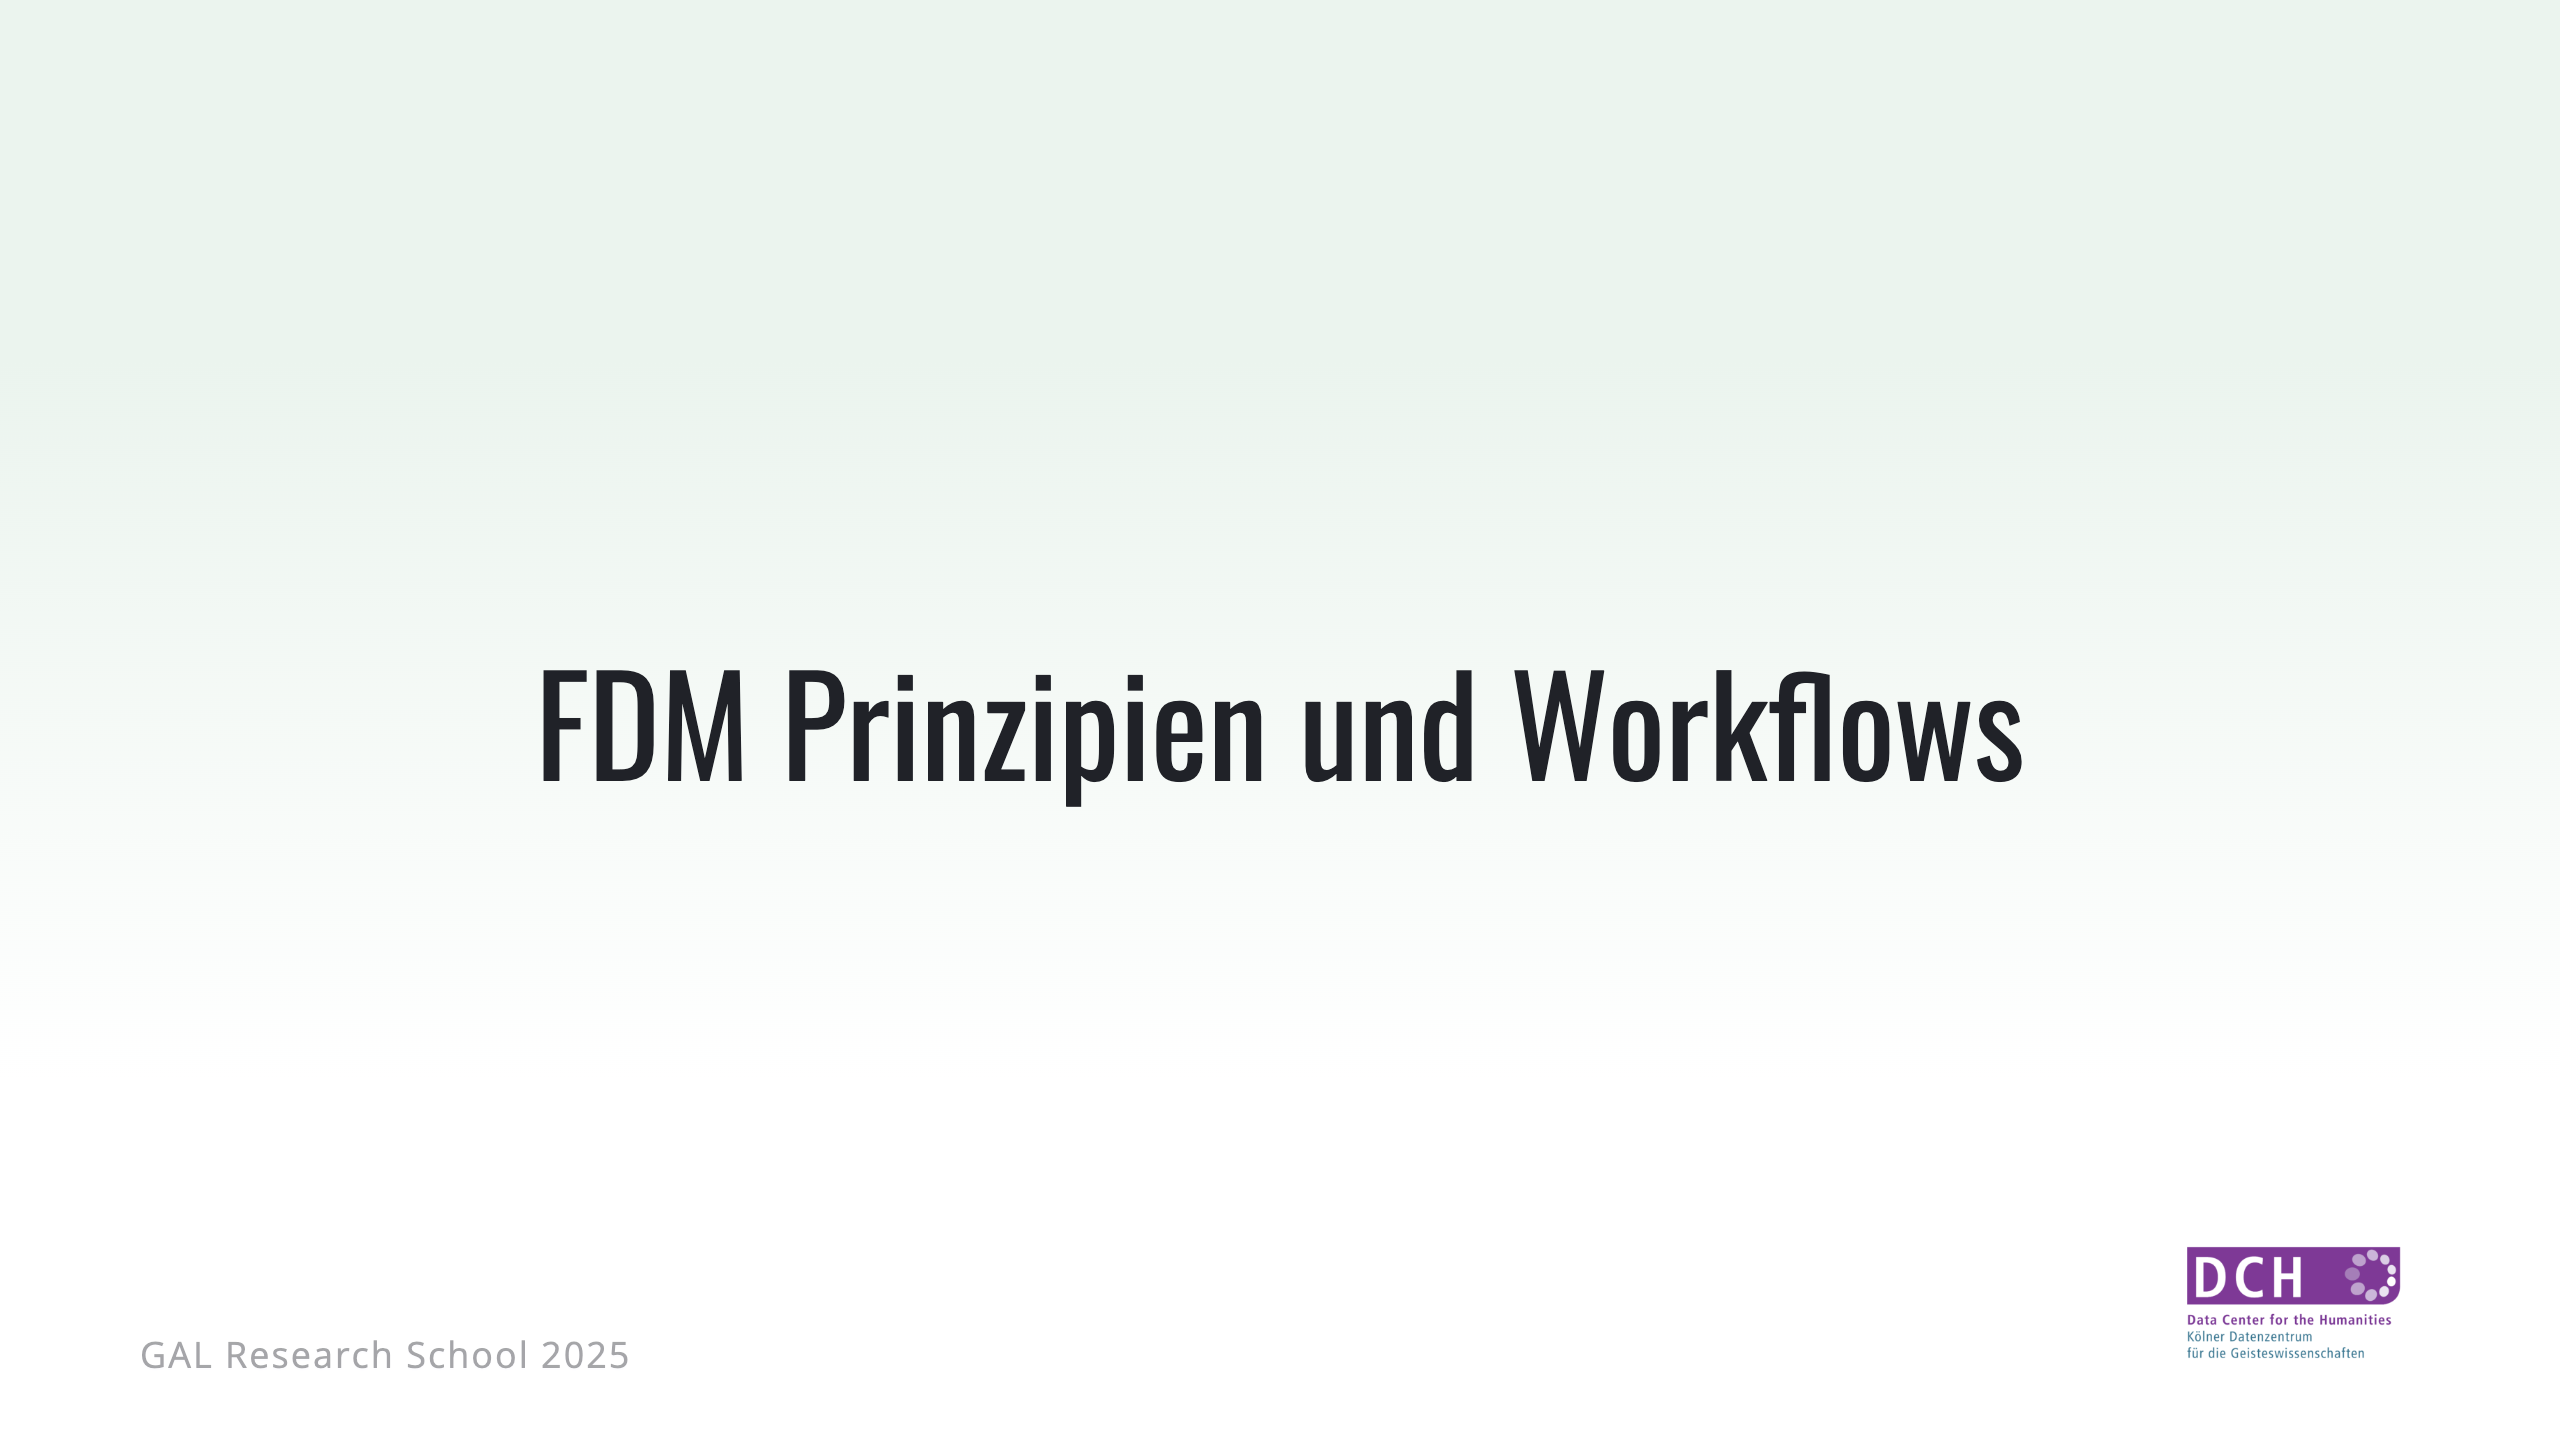 FDM Prinzipien und Workflows
GAL Research School 2025
DCH
Data Center for the Humanities
Kölner Datenzentrum
für die Geisteswissenschaften